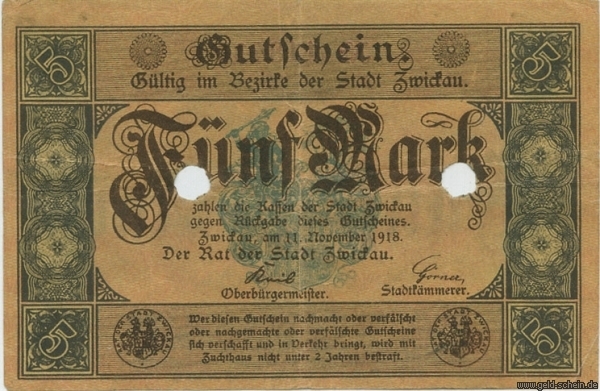 5 Gutschein. 5
Gültig im Bezirke der Stadt Zwickau.
Fünf Mark
zahlen die Kassen der Stadt Zwickau
gegen Rückgabe dieses Gutscheines.
Zwickau, am 11. November 1918.
Der Rat der Stadt Zwickau.
Keil Görner
Oberbürgermeister. Stadtkämmerer.
Wer diesen Gutschein nachmacht oder verfälscht
oder nachgemachte oder verfälschte Gutscheine
sich verschafft und in Verkehr bringt, wird mit
Zuchthaus nicht unter 2 Jahren bestraft.
5 5
www.geld-schein.de